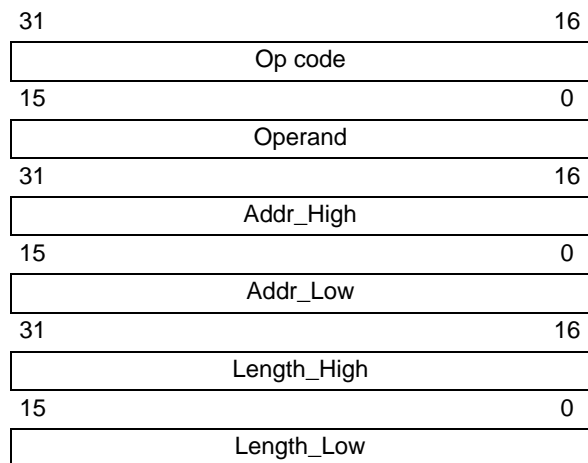 31 16
Op code
15 0
Operand
31 16
Addr_High
15 0
Addr_Low
31 16
Length_High
15 0
Length_Low